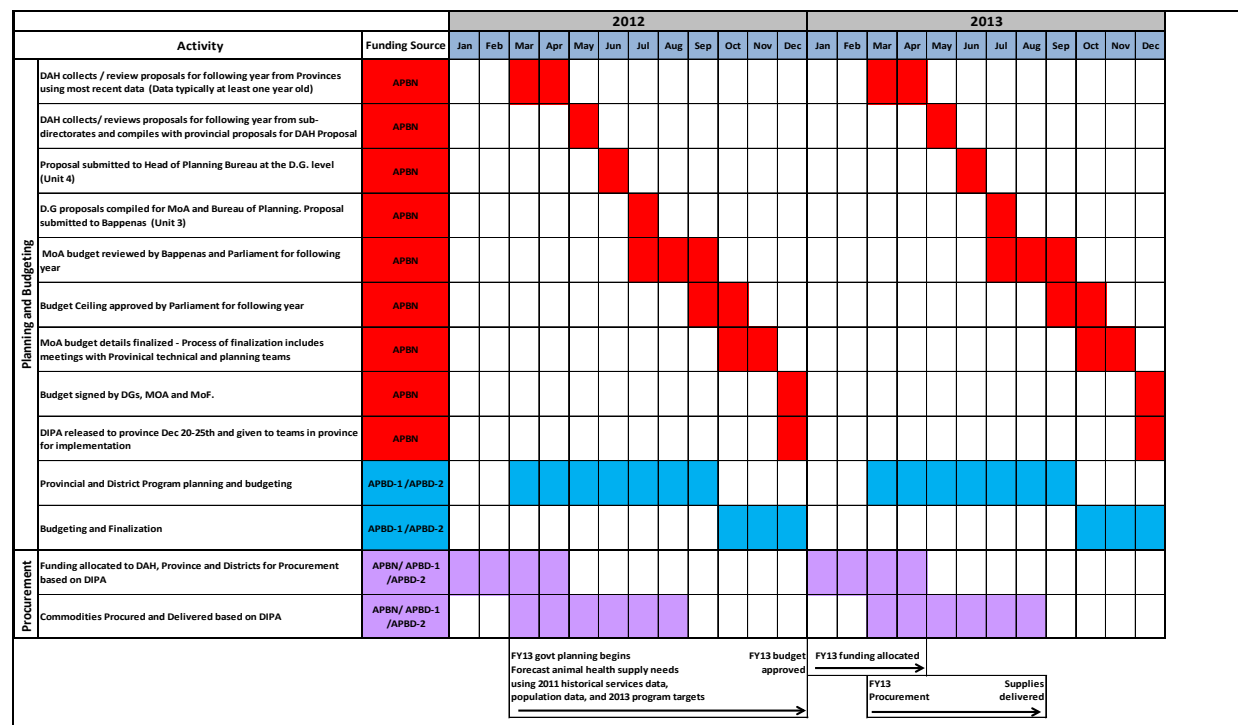 2012 2013
Activity Funding Source Jan Feb Mar Apr May Jun Jul Aug Sep Oct Nov Dec Jan Feb Mar Apr May Jun Jul Aug Sep Oct Nov Dec
Planning and Budgeting
DAH collects / review proposals for following year from Provinces
using most recent data (Data typically at least one year old)
APBN
DAH collects/ reviews proposals for following year from sub-
directorates and compiles with provincial proposals for DAH Proposal
APBN
Proposal submitted to Head of Planning Bureau at the D.G. level
(Unit 4)
APBN
D.G proposals compiled for MoA and Bureau of Planning. Proposal
submitted to Bappenas (Unit 3)
APBN
MoA budget reviewed by Bappenas and Parliament for following
year
APBN
Budget Ceiling approved by Parliament for following year
APBN
MoA budget details finalized - Process of finalization includes
meetings with Provinical technical and planning teams
APBN
Budget signed by DGs, MOA and MoF.
APBN
DIPA released to province Dec 20-25th and given to teams in province
for implementation
APBN
Provincial and District Program planning and budgeting
APBD-1 /APBD-2
Budgeting and Finalization
APBD-1 /APBD-2
Procurement
Funding allocated to DAH, Province and Districts for Procurement
based on DIPA
APBN/ APBD-1
/APBD-2
Commodities Procured and Delivered based on DIPA
APBN/ APBD-1
/APBD-2
FY13 govt planning begins
Forecast animal health supply needs
using 2011 historical services data,
population data, and 2013 program targets
FY13 budget
approved
FY13 funding allocated
FY13
Procurement
Supplies
delivered